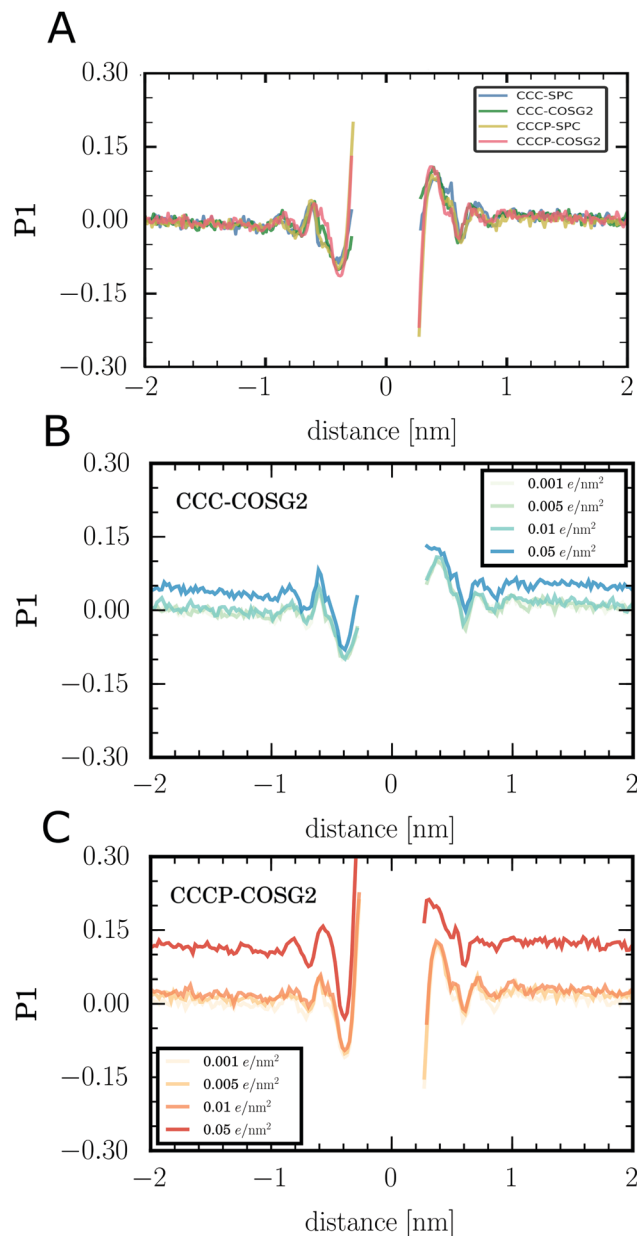 A
0.30
0.15
0.00
−0.15
−0.30
P1
CCC-SPC
CCC-COSG2
CCCP-SPC
CCCP-COSG2
−2 −1 0 1 2
distance [nm]
B
0.30
0.15
0.00
−0.15
−0.30
P1
CCC-COSG2
0.001 e/nm²
0.005 e/nm²
0.01 e/nm²
0.05 e/nm²
−2 −1 0 1 2
distance [nm]
C
0.30
0.15
0.00
−0.15
−0.30
P1
CCCP-COSG2
0.001 e/nm²
0.005 e/nm²
0.01 e/nm²
0.05 e/nm²
−2 −1 0 1 2
distance [nm]